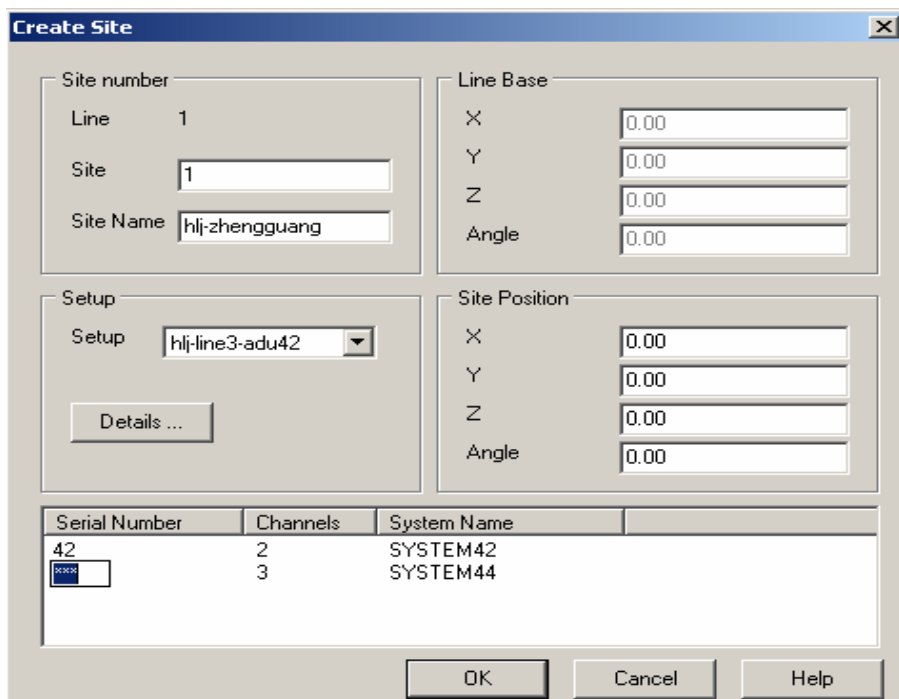 Create Site
Site number
Line 1
Site 1
Site Name hlj-zhengguang
Line Base
X 0.00
Y 0.00
Z 0.00
Angle 0.00
Setup
Setup hlj-line3-adu42
Details ...
Site Position
X 0.00
Y 0.00
Z 0.00
Angle 0.00
Serial Number Channels System Name
42 2 SYSTEM42
*** 3 SYSTEM44
OK Cancel Help